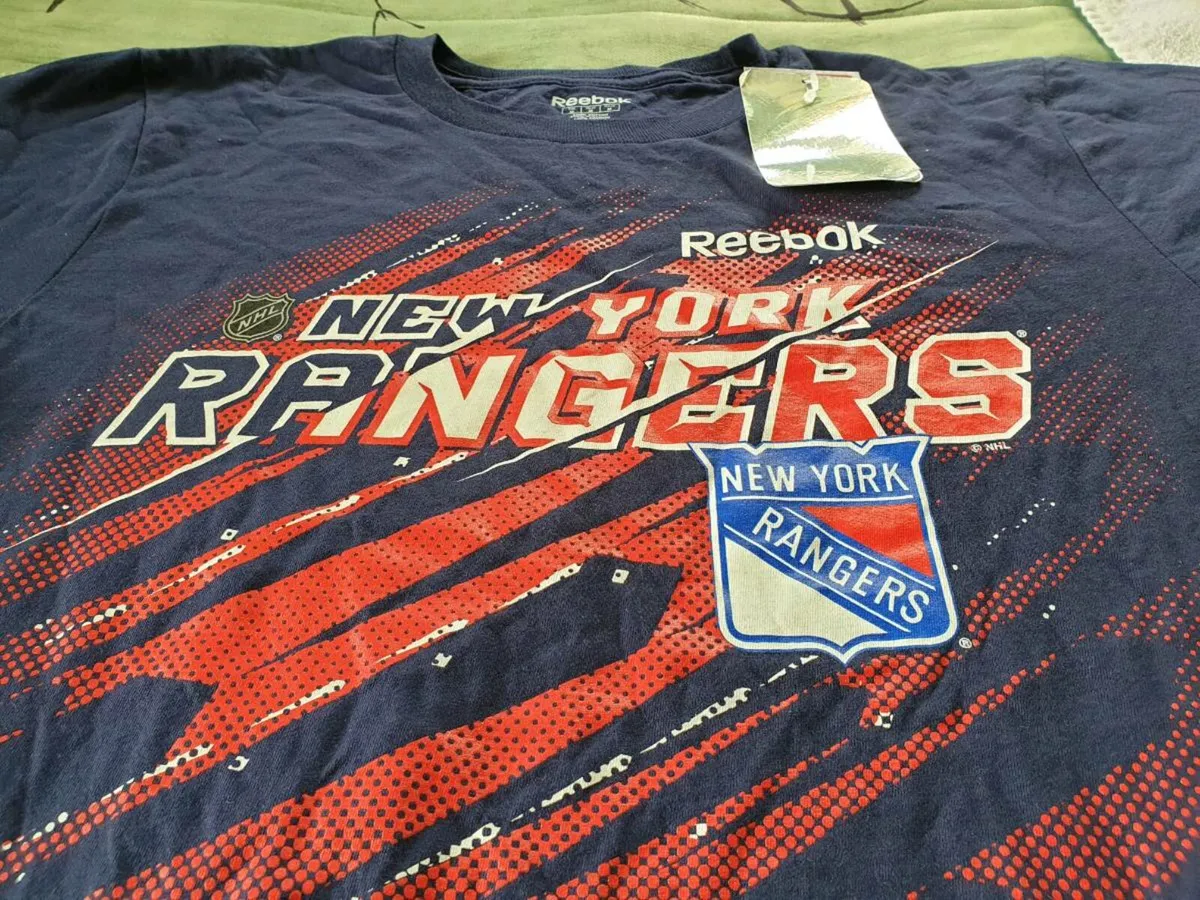 Reebok
Reebok
NHL
NEW YORK
RANGERS®
© NHL
NEW YORK
RANGERS
®